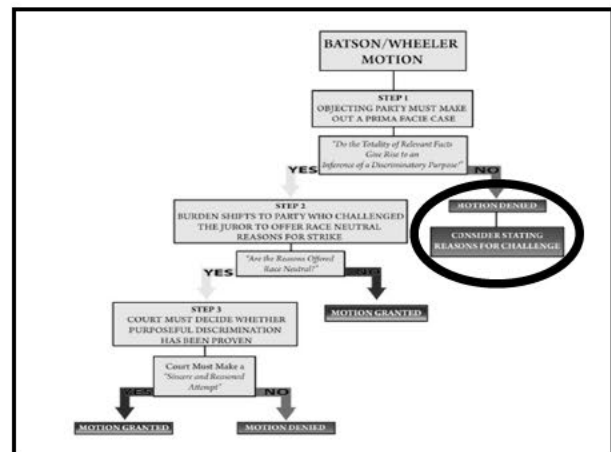 BATSON/WHEELER
MOTION
STEP 1
OBJECTING PARTY MUST MAKE
OUT A PRIMA FACIE CASE
"Do the Totality of Relevant Facts
Give Rise to an
Inference of a Discriminatory Purpose?"
YES
NO
MOTION DENIED
CONSIDER STATING
REASONS FOR CHALLENGE
STEP 2
BURDEN SHIFTS TO PARTY WHO CHALLENGED
THE JUROR TO OFFER RACE NEUTRAL
REASONS FOR STRIKE
"Are the Reasons Offered
Race Neutral?"
YES
NO
MOTION GRANTED
STEP 3
COURT MUST DECIDE WHETHER
PURPOSEFUL DISCRIMINATION
HAS BEEN PROVEN
Court Must Make a
"Sincere and Reasoned
Attempt"
YES
NO
MOTION GRANTED
MOTION DENIED